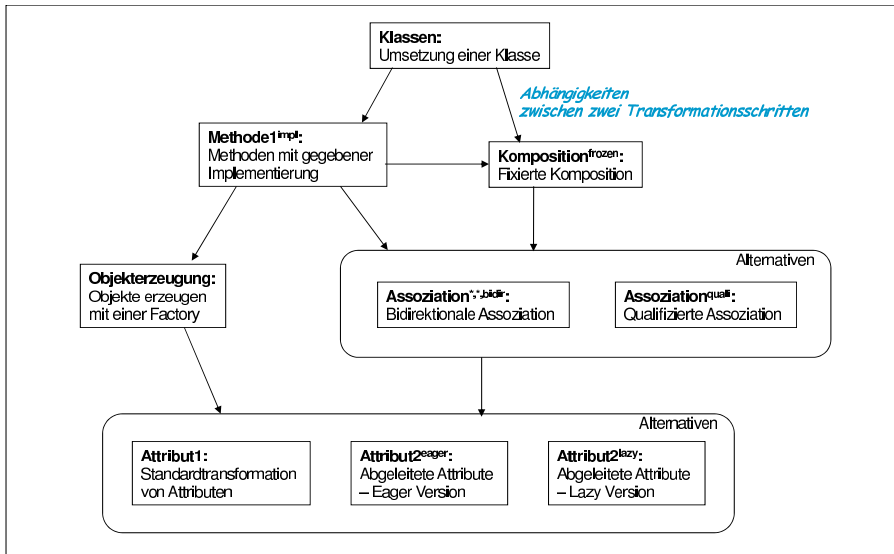 Klassen:
Umsetzung einer Klasse
Abhängigkeiten
zwischen zwei Transformationsschritten
Methode1impl:
Methoden mit gegebener
Implementierung
Kompositionfrozen:
Fixierte Komposition
Alternativen
Objekterzeugung:
Objekte erzeugen
mit einer Factory
Assoziation*,*,bidir:
Bidirektionale Assoziation
Assoziationquali:
Qualifizierte Assoziation
Alternativen
Attribut1:
Standardtransformation
von Attributen
Attribut2eager:
Abgeleitete Attribute
– Eager Version
Attribut2lazy:
Abgeleitete Attribute
– Lazy Version